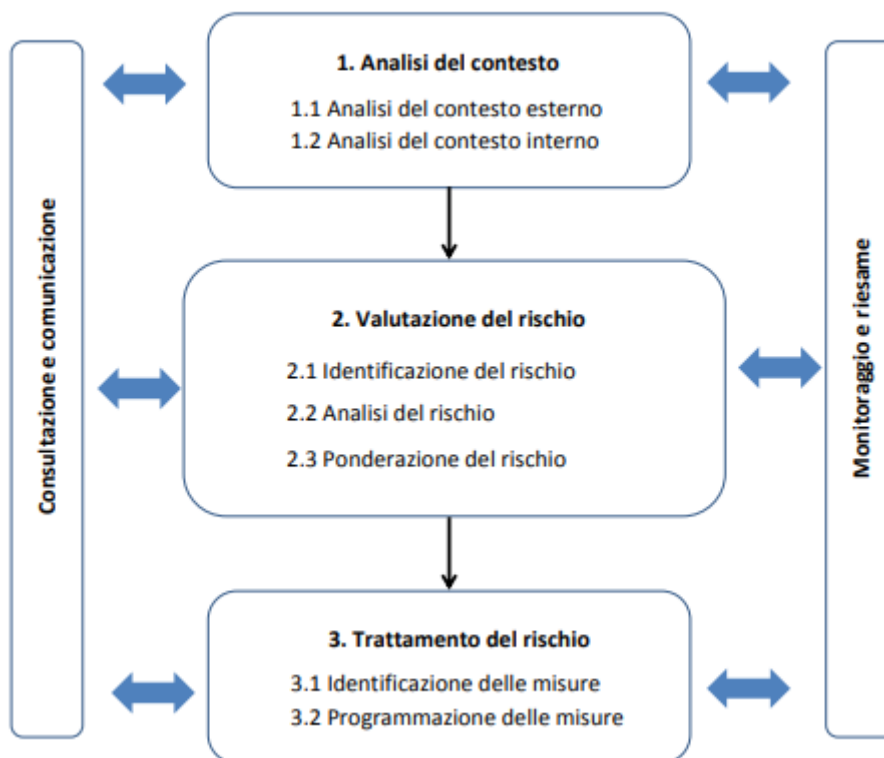 Consultazione e comunicazione
1. Analisi del contesto
1.1 Analisi del contesto esterno
1.2 Analisi del contesto interno
2. Valutazione del rischio
2.1 Identificazione del rischio
2.2 Analisi del rischio
2.3 Ponderazione del rischio
3. Trattamento del rischio
3.1 Identificazione delle misure
3.2 Programmazione delle misure
Monitoraggio e riesame